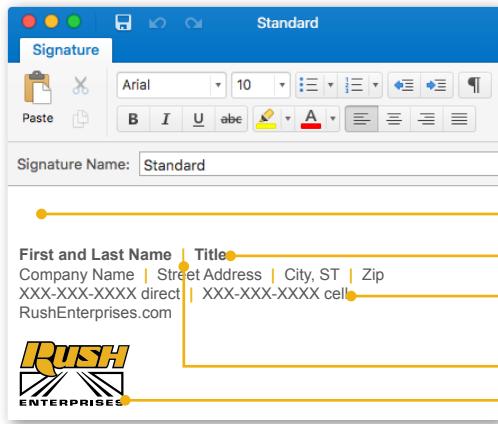 Standard
Signature
Paste
Arial
10
B I U abc A
Signature Name: Standard
First and Last Name | Title
Company Name | Street Address | City, ST | Zip
XXX-XXX-XXXX direct | XXX-XXX-XXXX cell
RushEnterprises.com
RUSH
ENTERPRISES